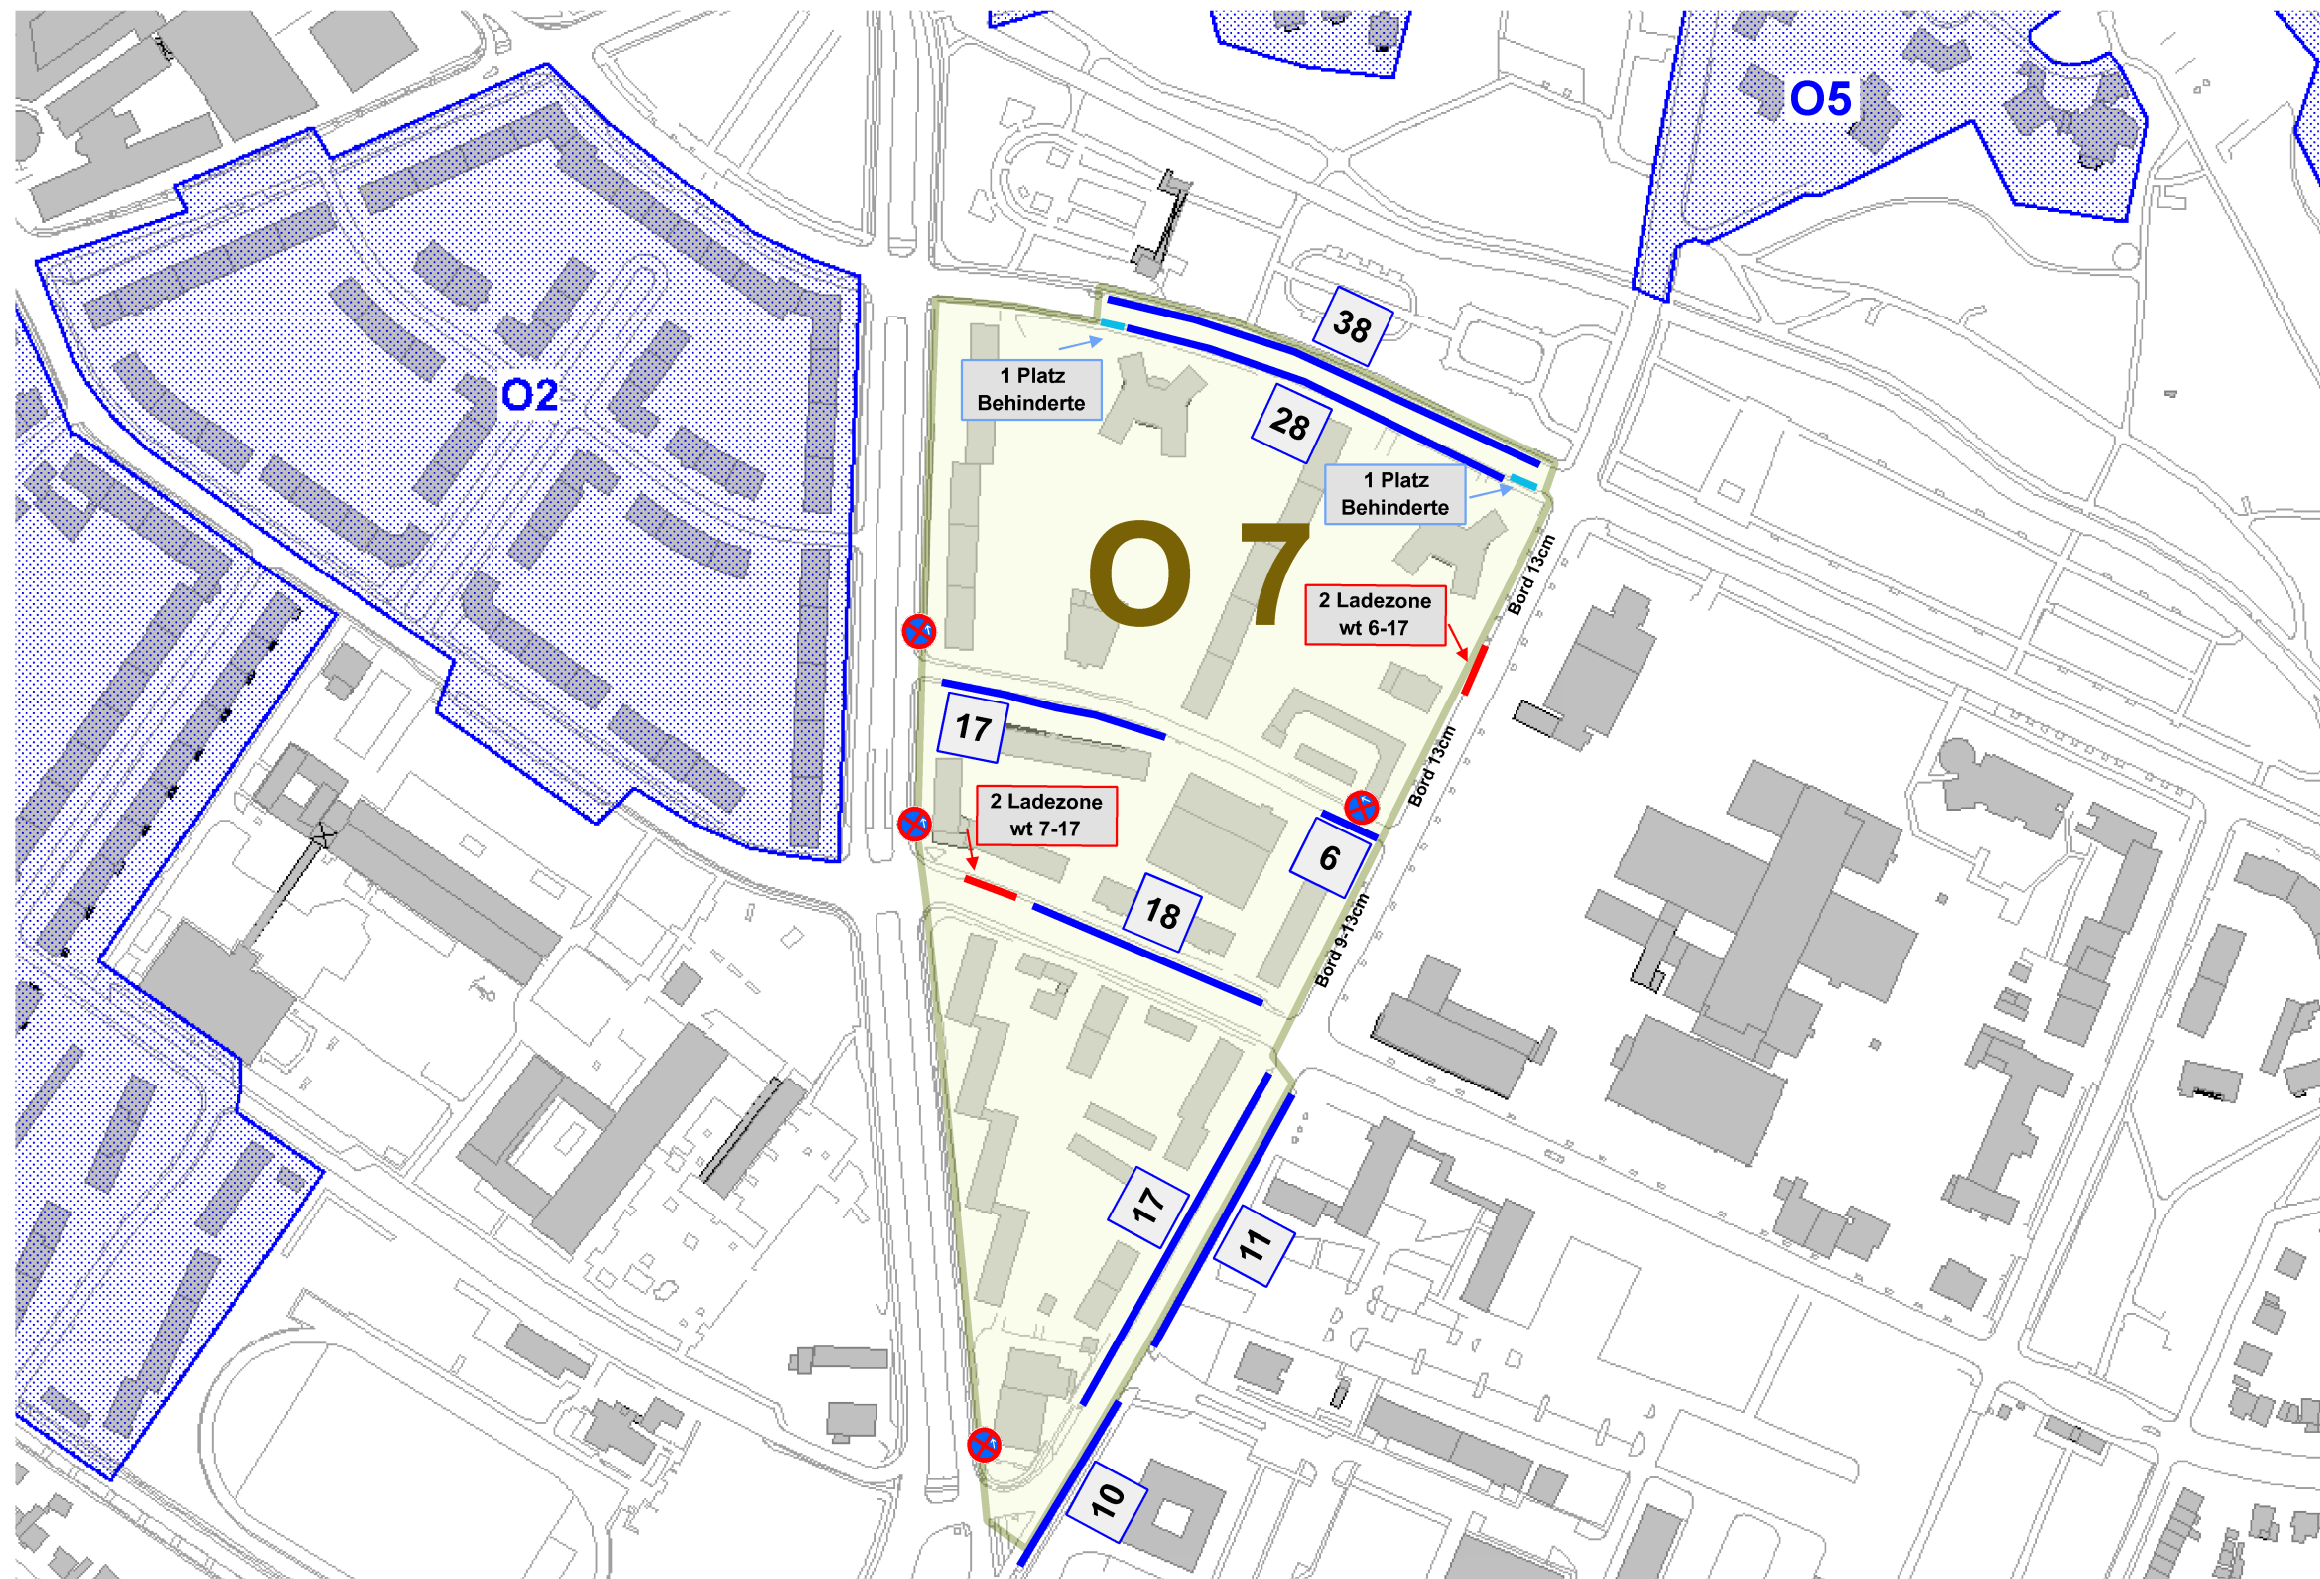 O5
38
1 Platz
Behinderte
O2
28
1 Platz
Behinderte
O 7
Bord 13cm
2 Ladezone
wt 6-17
17
Bord 13cm
2 Ladezone
wt 7-17
6
18
Bord 9-13cm
17
11
10